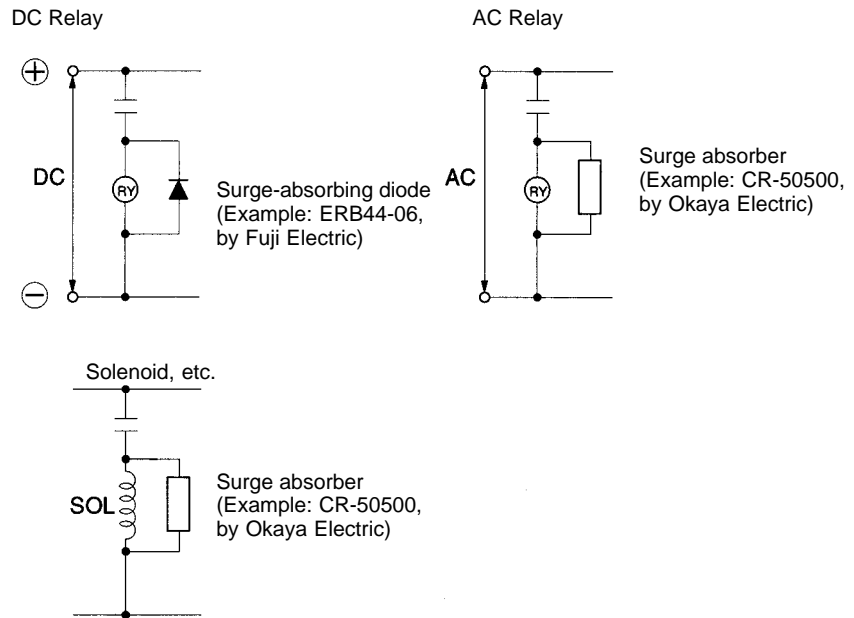 DC Relay
AC Relay
⊕
DC
RY
Surge-absorbing diode
(Example: ERB44-06,
by Fuji Electric)
⊖
AC
RY
Surge absorber
(Example: CR-50500,
by Okaya Electric)
Solenoid, etc.
SOL
Surge absorber
(Example: CR-50500,
by Okaya Electric)